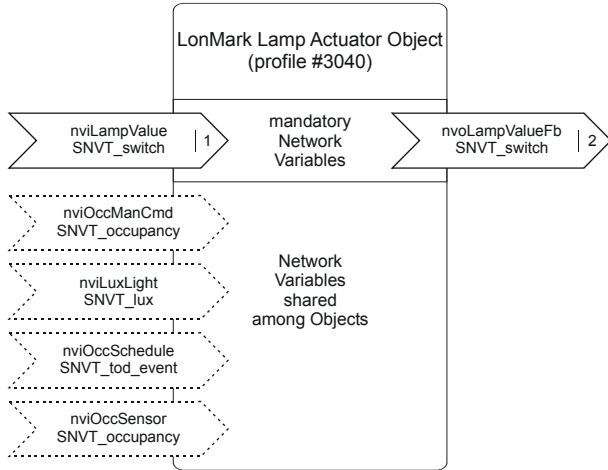 LonMark Lamp Actuator Object
(profile #3040)
nviLampValue
SNVT_switch
1
mandatory
Network
Variables
nvoLampValueFb
SNVT_switch
2
nviOccManCmd
SNVT_occupancy
nviLuxLight
SNVT_lux
nviOccSchedule
SNVT_tod_event
nviOccSensor
SNVT_occupancy
Network
Variables
shared
among Objects